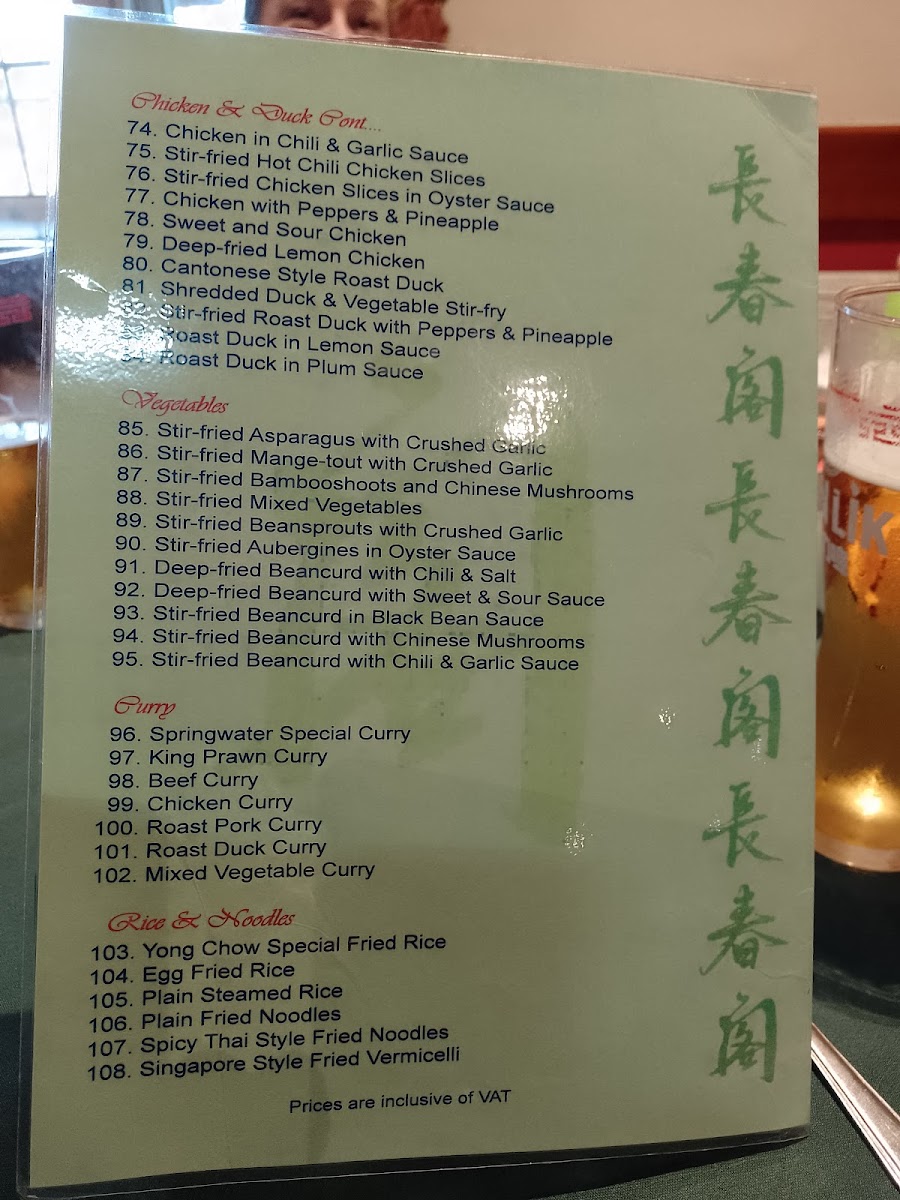 Chicken & Duck Cont....
74. Chicken in Chili & Garlic Sauce
75. Stir-fried Hot Chili Chicken Slices
76. Stir-fried Chicken Slices in Oyster Sauce
77. Chicken with Peppers & Pineapple
78. Sweet and Sour Chicken
79. Deep-fried Lemon Chicken
80. Cantonese Style Roast Duck
81. Shredded Duck & Vegetable Stir-fry
82. Stir-fried Roast Duck with Peppers & Pineapple
83. Roast Duck in Lemon Sauce
84. Roast Duck in Plum Sauce
Vegetables
85. Stir-fried Asparagus with Crushed Garlic
86. Stir-fried Mange-tout with Crushed Garlic
87. Stir-fried Bambooshoots and Chinese Mushrooms
88. Stir-fried Mixed Vegetables
89. Stir-fried Beansprouts with Crushed Garlic
90. Stir-fried Aubergines in Oyster Sauce
91. Deep-fried Beancurd with Chili & Salt
92. Deep-fried Beancurd with Sweet & Sour Sauce
93. Stir-fried Beancurd in Black Bean Sauce
94. Stir-fried Beancurd with Chinese Mushrooms
95. Stir-fried Beancurd with Chili & Garlic Sauce
Curry
96. Springwater Special Curry
97. King Prawn Curry
98. Beef Curry
99. Chicken Curry
100. Roast Pork Curry
101. Roast Duck Curry
102. Mixed Vegetable Curry
Rice & Noodles
103. Yong Chow Special Fried Rice
104. Egg Fried Rice
105. Plain Steamed Rice
106. Plain Fried Noodles
107. Spicy Thai Style Fried Noodles
108. Singapore Style Fried Vermicelli
Prices are inclusive of VAT
長春閣長春閣長春閣